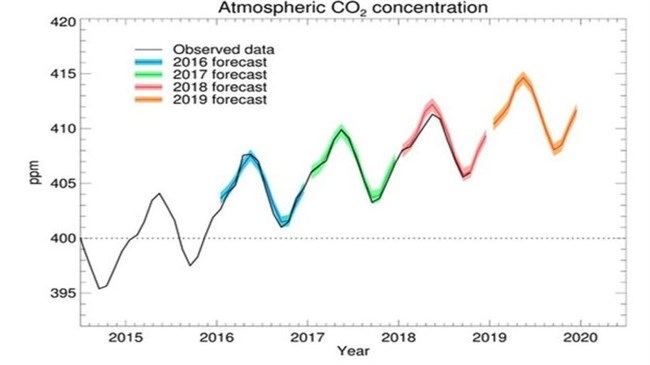 Atmospheric CO₂ concentration
420
415
410
405
400
395
ppm
Observed data
2016 forecast
2017 forecast
2018 forecast
2019 forecast
2015 2016 2017 2018 2019 2020
Year